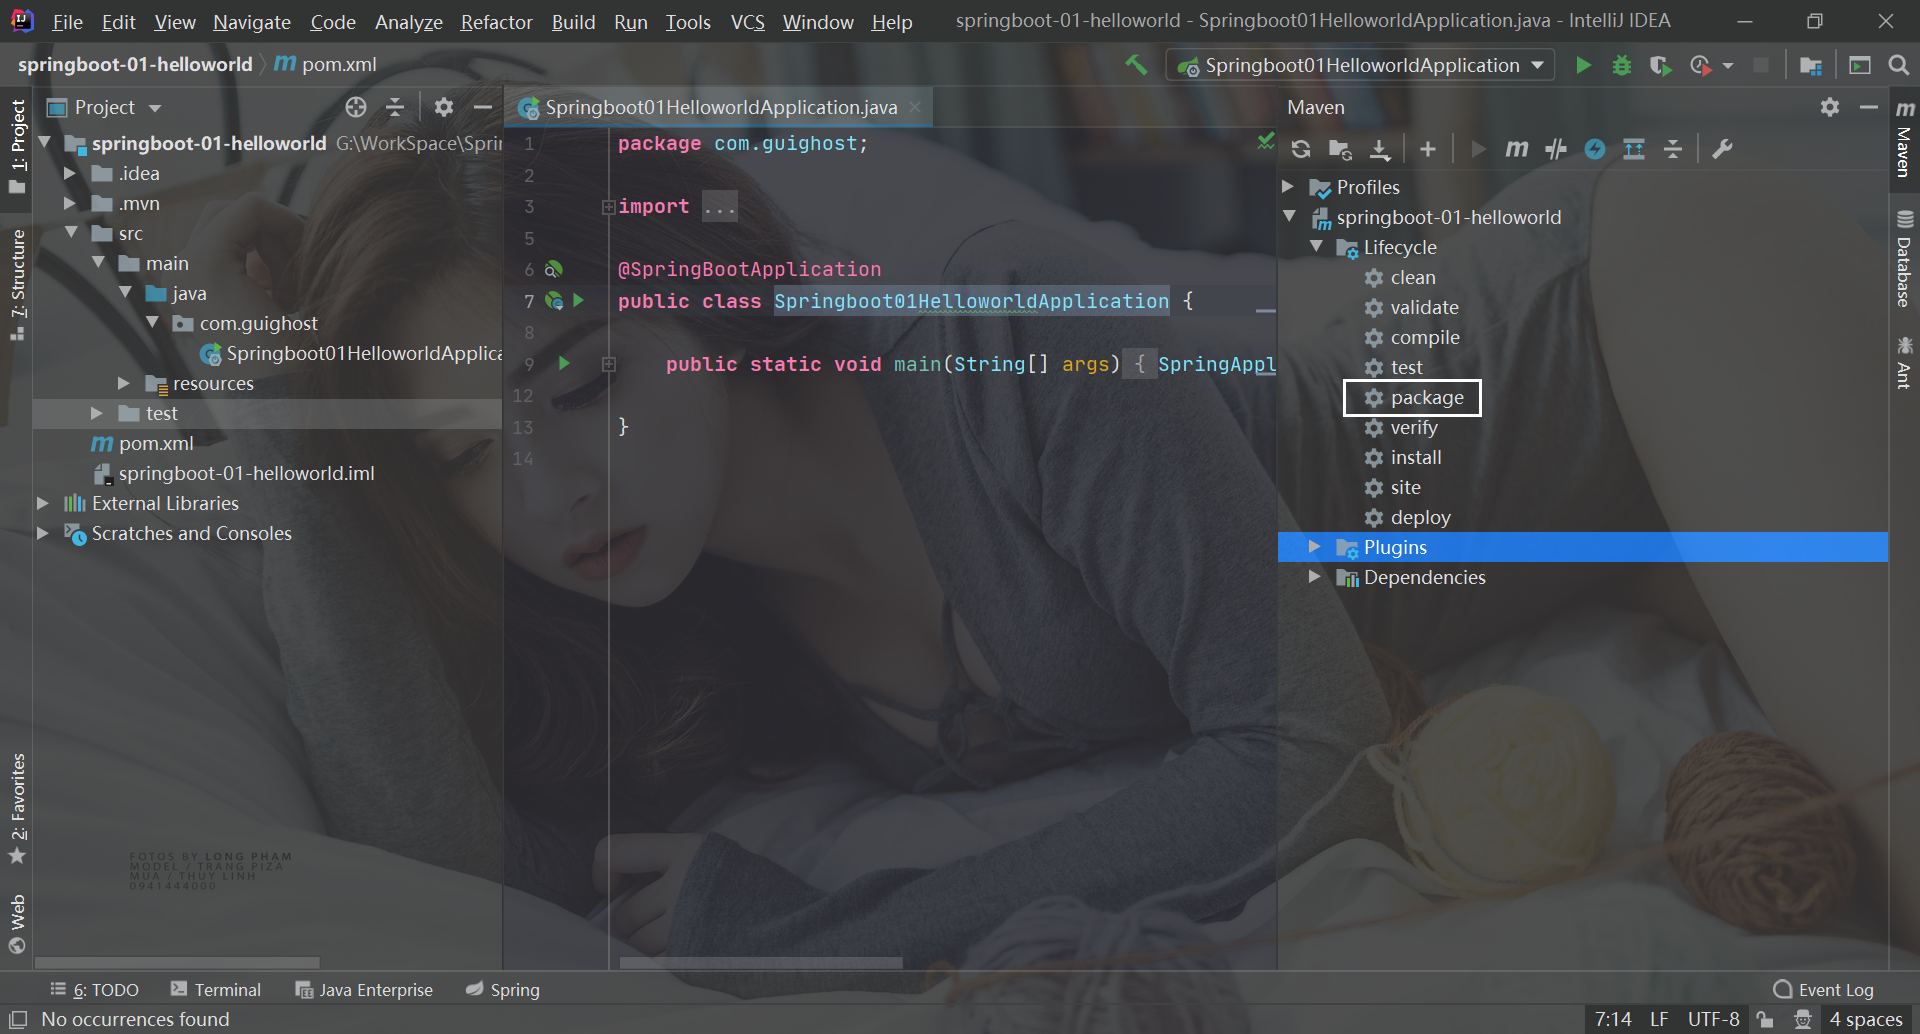 File Edit View Navigate Code Analyze Refactor Build Run Tools VCS Window Help springboot-01-helloworld - Springboot01HelloworldApplication.java - IntelliJ IDEA
springboot-01-helloworld pom.xml Springboot01HelloworldApplication
1: Project
7: Structure
2: Favorites
Web
Project
springboot-01-helloworld G:\WorkSpace\Sprin
.idea
.mvn
src
main
java
com.guighost
Springboot01HelloworldApplica
resources
test
pom.xml
springboot-01-helloworld.iml
External Libraries
Scratches and Consoles
FOTOS BY LONG PHAM
MODEL / TRANG PIZA
MUA / THUY LINH
0941444000
Springboot01HelloworldApplication.java
1 package com.guighost;
2
3 import ...
5
6 @SpringBootApplication
7 public class Springboot01HelloworldApplication {
8
9 public static void main(String[] args) { SpringAppl
12
13 }
14
Maven
Profiles
springboot-01-helloworld
Lifecycle
clean
validate
compile
test
package
verify
install
site
deploy
Plugins
Dependencies
Maven
Database
Ant
6: TODO Terminal Java Enterprise Spring Event Log
No occurrences found 7:14 LF UTF-8 4 spaces